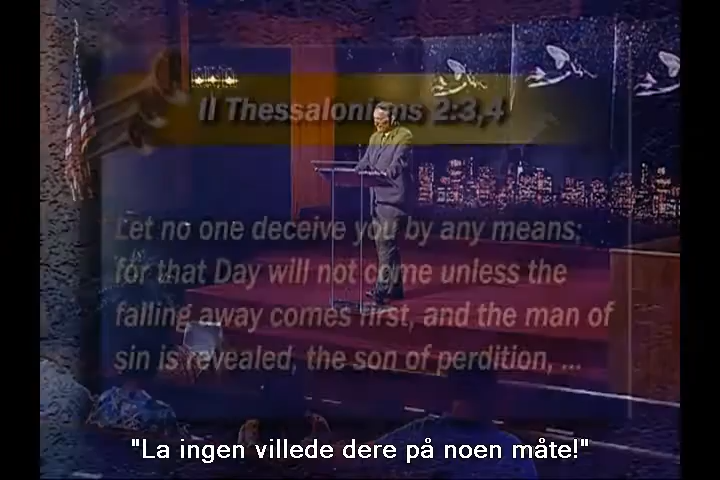 II Thessalonians 2:3,4
Let no one deceive you by any means;
for that Day will not come unless the
falling away comes first, and the man of
sin is revealed, the son of perdition, ...
"La ingen villede dere på noen måte!"